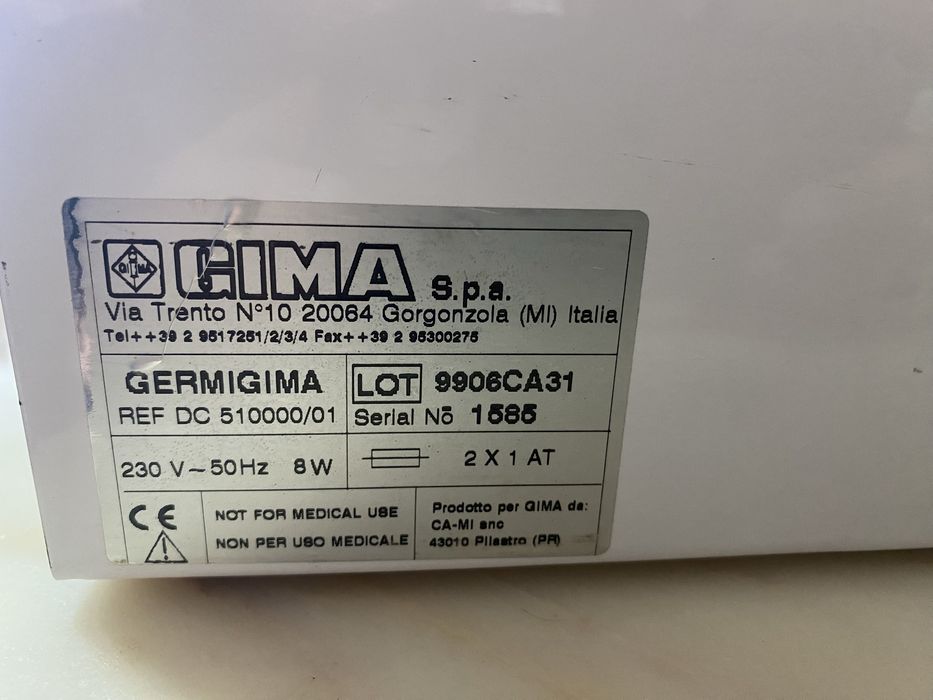 GIMA GIMA S.p.a.
Via Trento N°10 20064 Gorgonzola (MI) Italia
Tel++39 2 9517251/2/3/4 Fax++39 2 95300275
GERMIGIMA
REF DC 510000/01
LOT 9906CA31
Serial No 1585
230 V~50Hz 8W
2 X 1 AT
CE
NOT FOR MEDICAL USE
NON PER USO MEDICALE
Prodotto per GIMA da:
CA-MI snc
43010 Pilastro (PR)